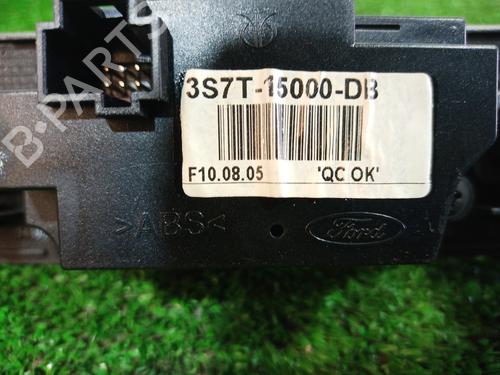 3S7T-15000-DB
F10.08.05 'QC OK'
>ABS<
Ford
B-PARTS